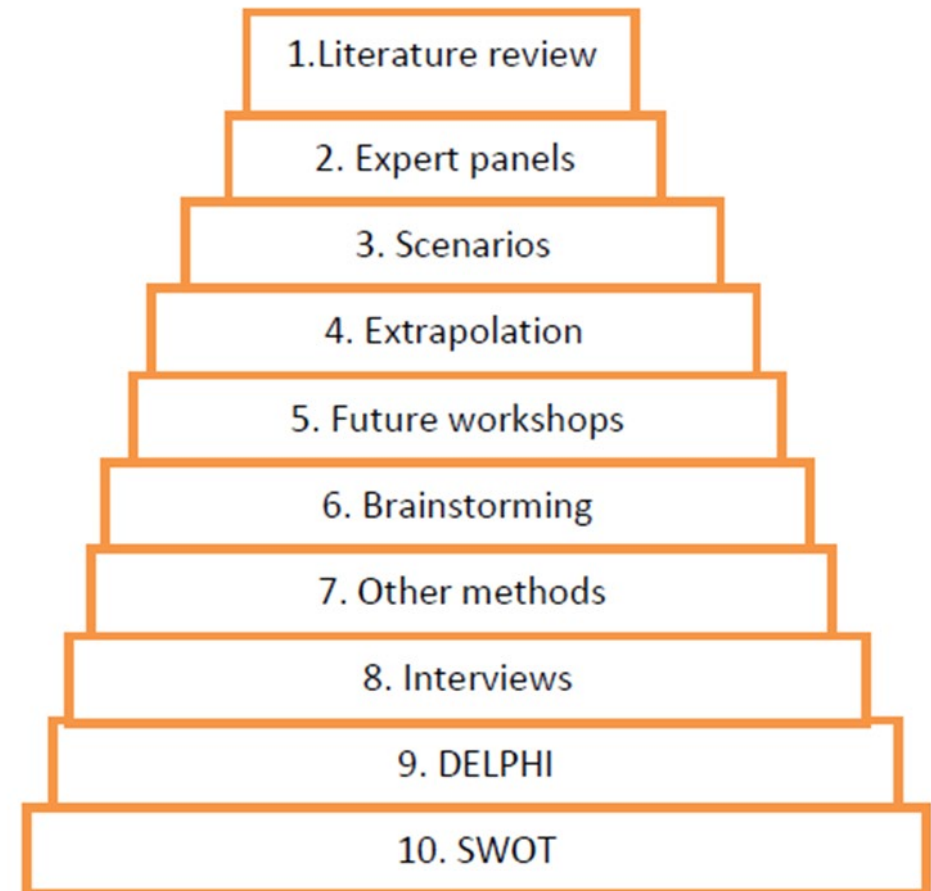 1.Literature review
2. Expert panels
3. Scenarios
4. Extrapolation
5. Future workshops
6. Brainstorming
7. Other methods
8. Interviews
9. DELPHI
10. SWOT